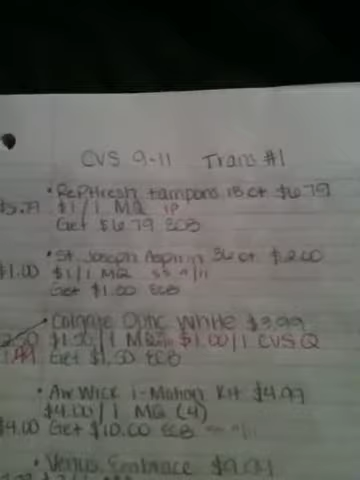 CVS 9-11 Trans #1
• RePHresh tampons 18 ct $6.79
$5.79 $1/1 MQ IP
Get $6.79 ECB
• St. Joseph Aspirin 36 ct $2.00
$1.00 $1/1 MQ SS
Get $1.00 ECB
• Colgate Optic White $3.99
$1.50/1 MQ $1.00/1 CVS Q
Get $1.50 ECB
• Air Wick i-Motion Kit $4.99
$4.00/1 MQ (4)
$4.00 Get $10.00 ECB
• Venus Embrace